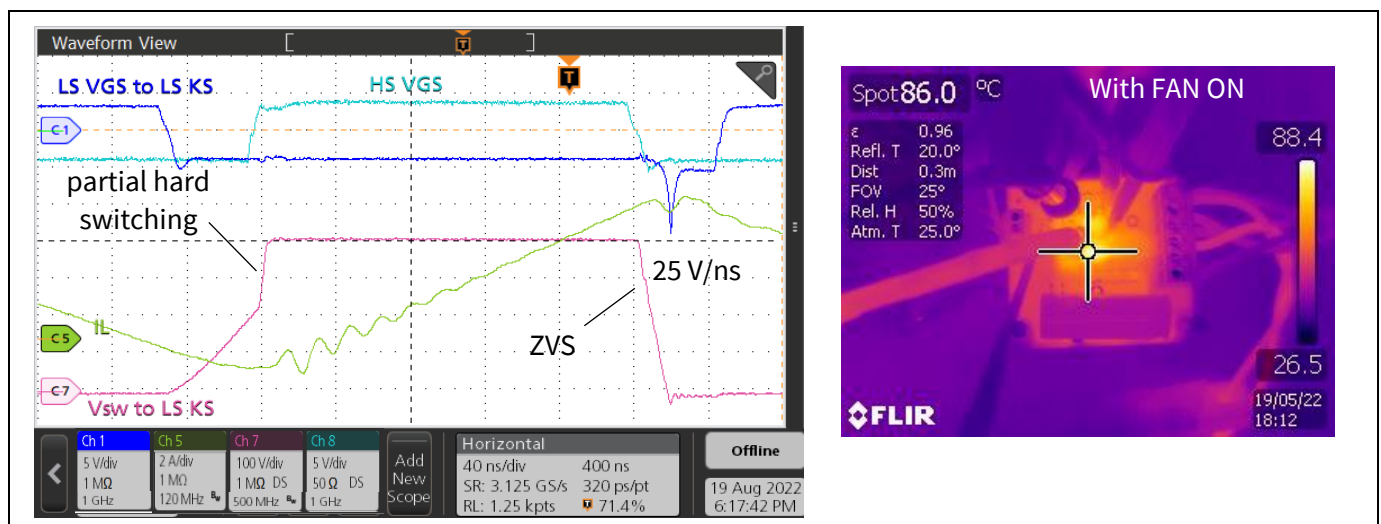 Waveform View [ T ]
LS VGS to LS KS HS VGS T
C1
partial hard
switching
25 V/ns
IL
C5
ZVS
C7
Vsw to LS KS
Ch 1
5 V/div
1 MΩ
1 GHz
Ch 5
2 A/div
1 MΩ
120 MHz Bw
Ch 7
100 V/div
1 MΩ DS
500 MHz Bw
Ch 8
5 V/div
50 Ω DS
1 GHz
Add
New
Scope
Horizontal
40 ns/div 400 ns
SR: 3.125 GS/s 320 ps/pt
RL: 1.25 kpts T 71.4%
Offline
19 Aug 2022
6:17:42 PM
Spot86.0 °C With FAN ON
ε 0.96
Refl. T 20.0°
Dist 0.3m
FOV 25°
Rel. H 50%
Atm. T 25.0°
88.4
26.5
19/05/22
18:12
FLIR